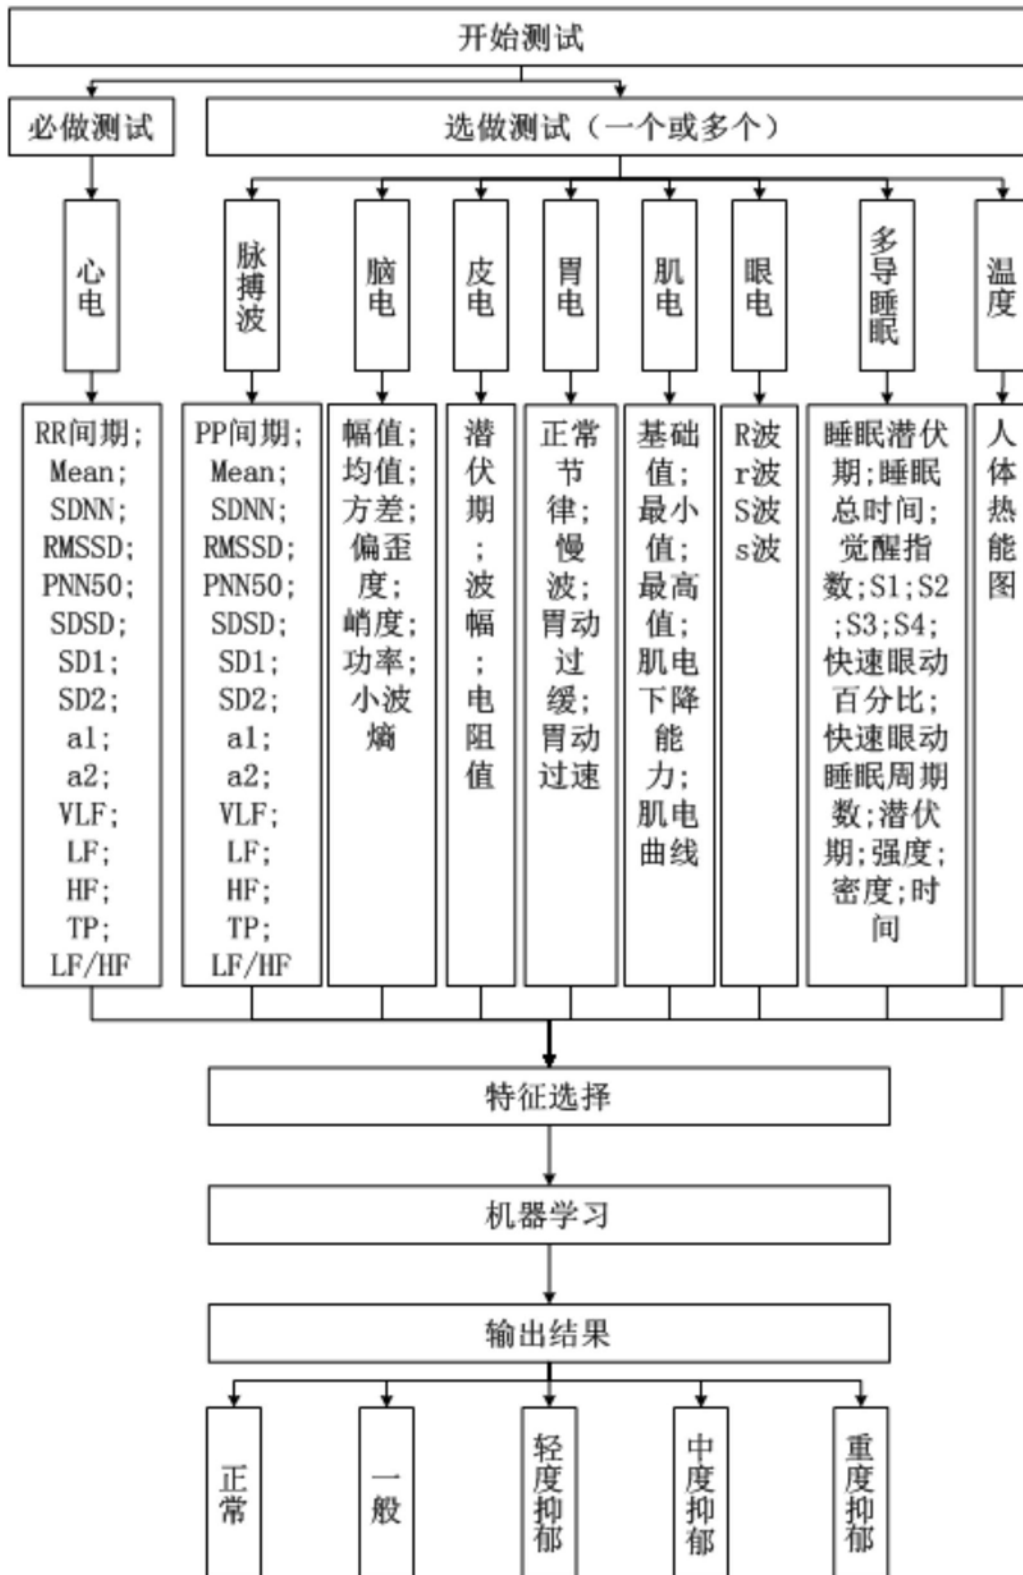 开始测试
必做测试
选做测试（一个或多个）
心电
脉搏波
脑电
皮电
胃电
肌电
眼电
多导睡眠
温度
RR间期;
Mean;
SDNN;
RMSSD;
PNN50;
SDSD;
SD1;
SD2;
a1;
a2;
VLF;
LF;
HF;
TP;
LF/HF
PP间期;
Mean;
SDNN;
RMSSD;
PNN50;
SDSD;
SD1;
SD2;
a1;
a2;
VLF;
LF;
HF;
TP;
LF/HF
幅值;
均值;
方差;
偏歪
度;
峭度;
功率;
小波
熵
潜
伏
期
;
波
幅
;
电
阻
值
正常
节
律;
慢
波;
胃动
过
缓;
胃动
过速
基础
值;
最小
值;
最高
值;
肌电
下降
能
力;
肌电
曲线
R波
r波
S波
s波
睡眠潜伏
期;睡眠
总时间;
觉醒指
数;S1;S2
;S3;S4;
快速眼动
百分比;
快速眼动
睡眠周期
数;潜伏
期;强度;
密度;时
间
人
体
热
能
图
特征选择
机器学习
输出结果
正常
一般
轻度抑郁
中度抑郁
重度抑郁